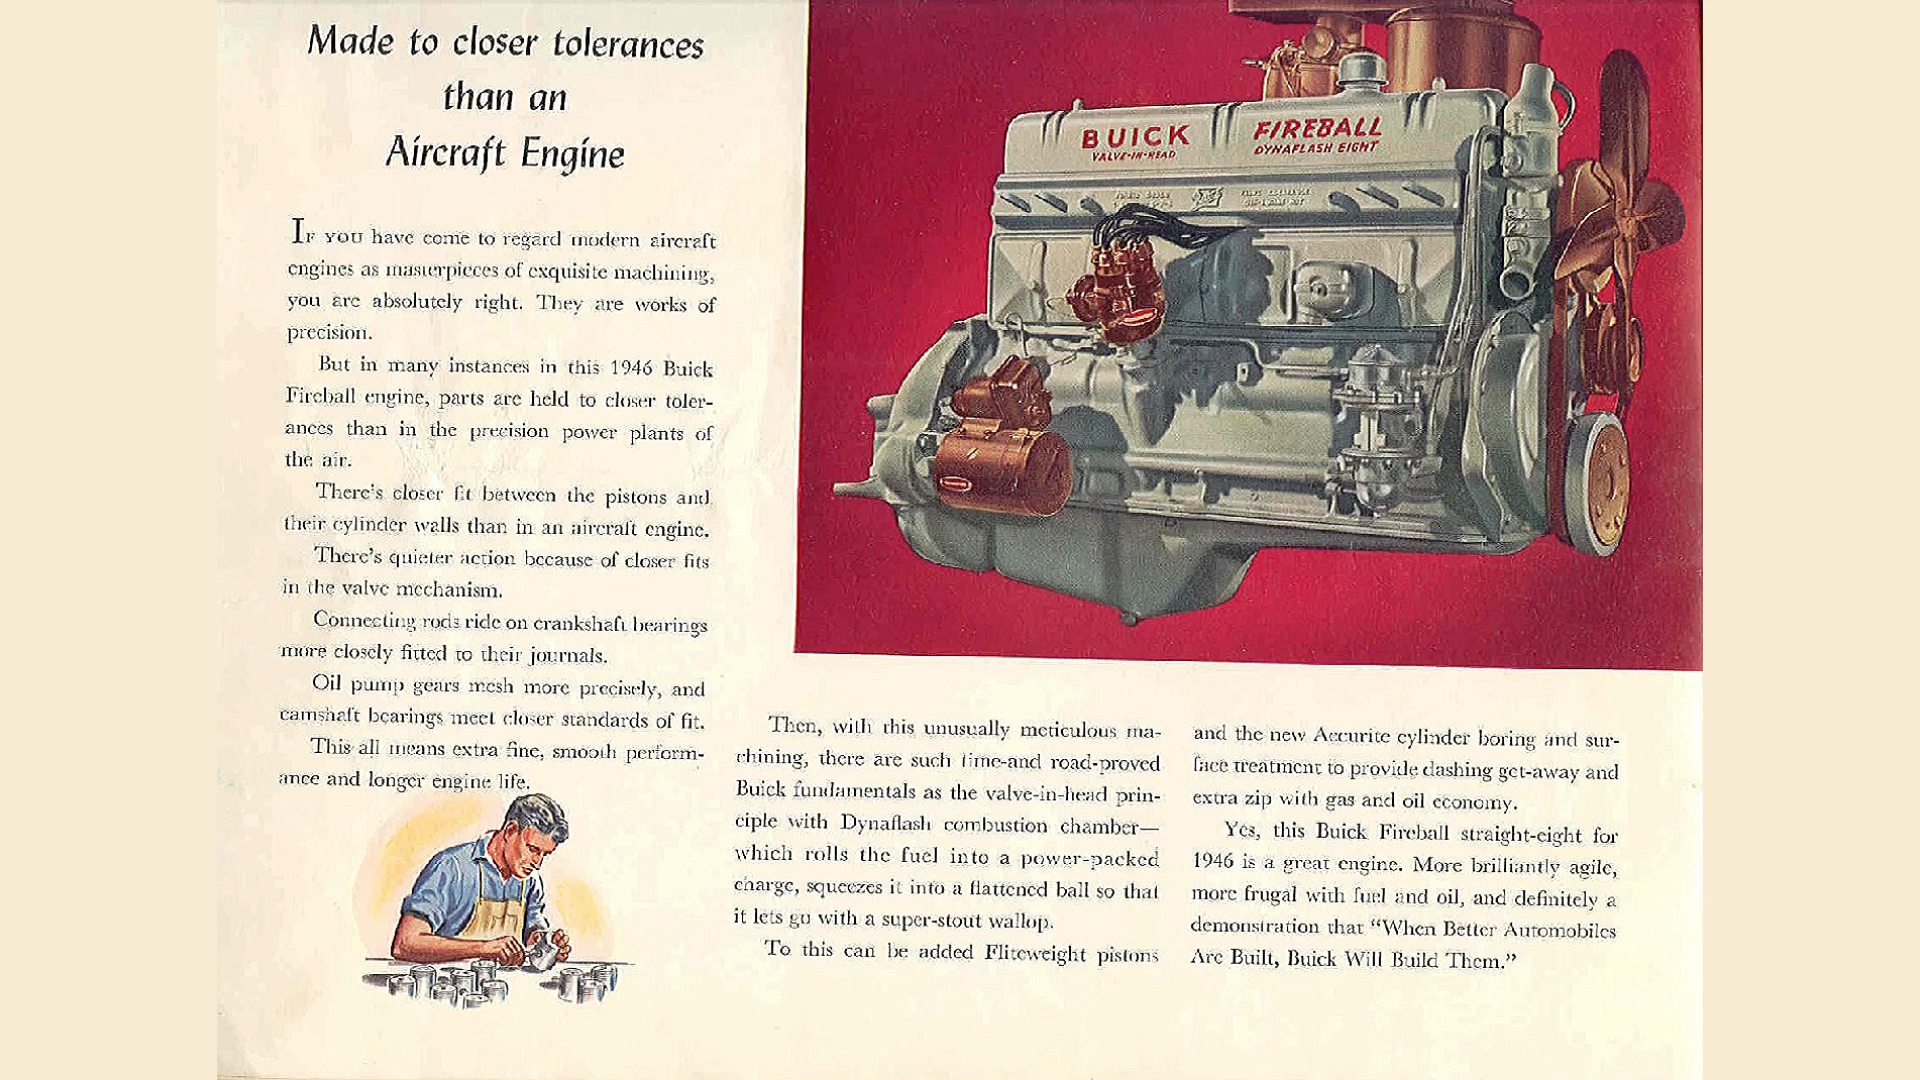 Made to closer tolerances
than an
Aircraft Engine
IF YOU have come to regard modern aircraft
engines as masterpieces of exquisite machining,
you are absolutely right. They are works of
precision.
But in many instances in this 1946 Buick
Fireball engine, parts are held to closer toler-
ances than in the precision power plants of
the air.
There's closer fit between the pistons and
their cylinder walls than in an aircraft engine.
There's quieter action because of closer fits
in the valve mechanism.
Connecting rods ride on crankshaft bearings
more closely fitted to their journals.
Oil pump gears mesh more precisely, and
camshaft bearings meet closer standards of fit.
This all means extra fine, smooth perform-
ance and longer engine life.
BUICK
VALVE-IN-HEAD
FIREBALL
DYNAFLASH EIGHT
Then, with this unusually meticulous ma-
chining, there are such time-and road-proved
Buick fundamentals as the valve-in-head prin-
ciple with Dynaflash combustion chamber—
which rolls the fuel into a power-packed
charge, squeezes it into a flattened ball so that
it lets go with a super-stout wallop.
To this can be added Fliteweight pistons
and the new Accurite cylinder boring and sur-
face treatment to provide dashing get-away and
extra zip with gas and oil economy.
Yes, this Buick Fireball straight-eight for
1946 is a great engine. More brilliantly agile,
more frugal with fuel and oil, and definitely a
demonstration that "When Better Automobiles
Are Built, Buick Will Build Them."